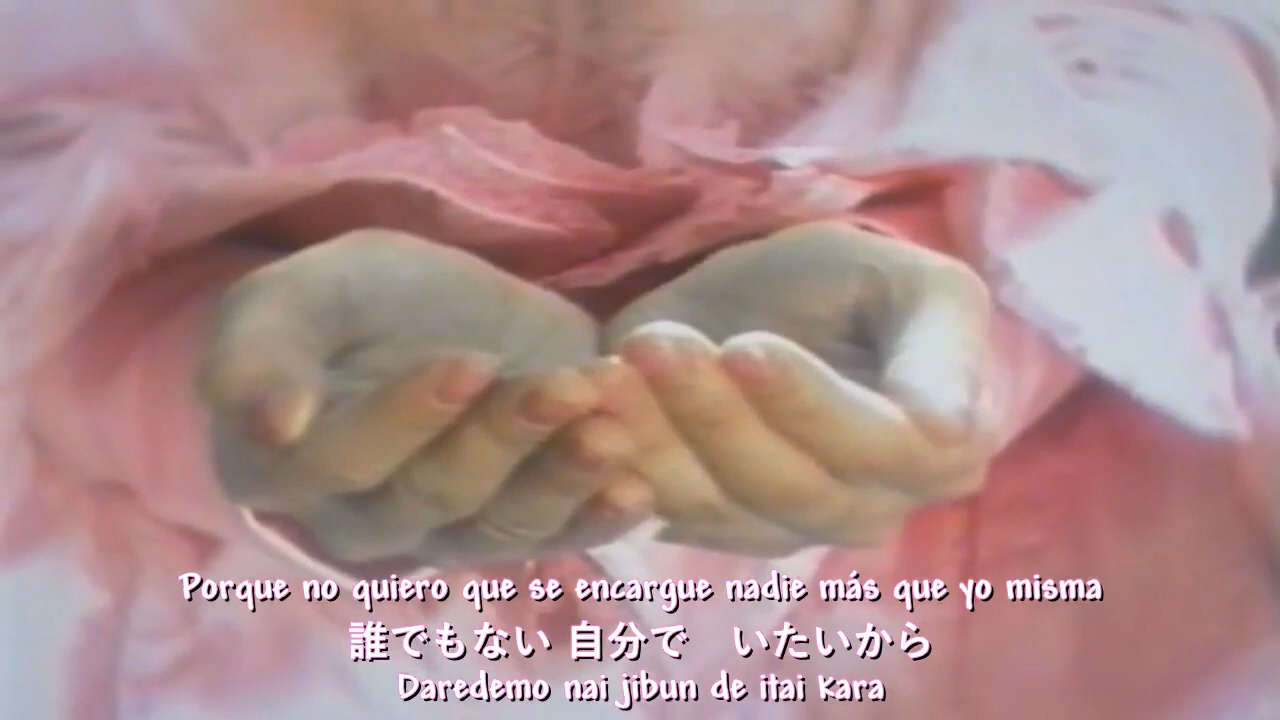 Porque no quiero que se encargue nadie más que yo misma
誰でもない 自分で　いたいから
Daredemo nai jibun de itai Kara